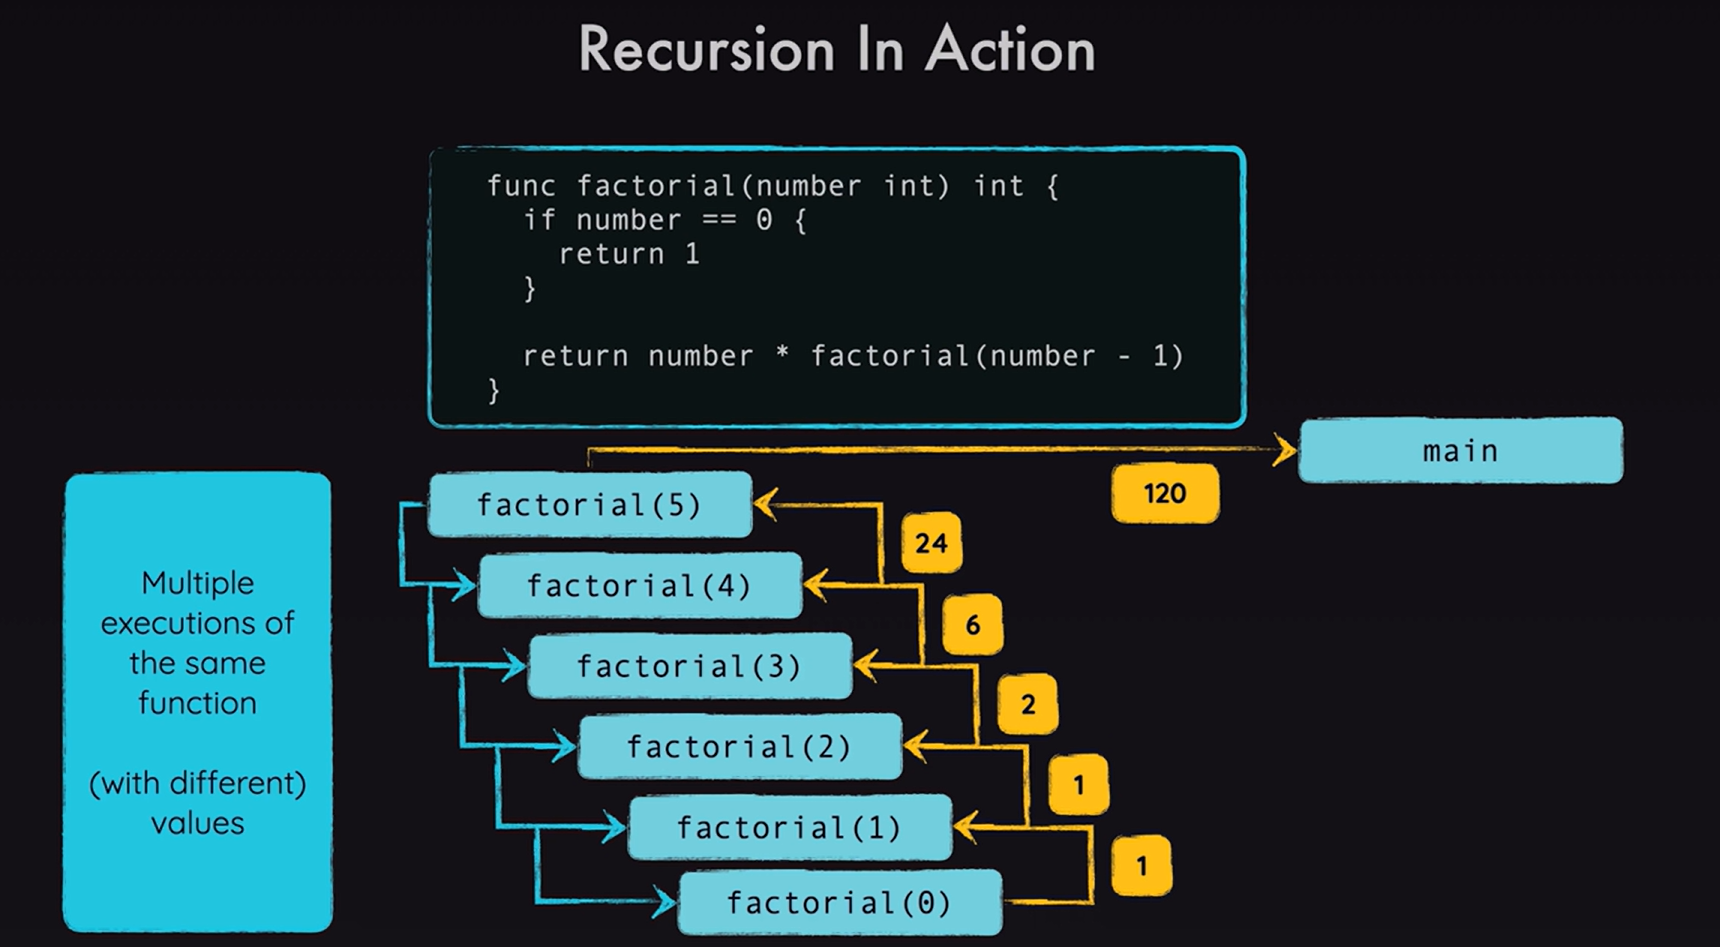 Recursion In Action
func factorial(number int) int {
if number == 0 {
return 1
}
return number * factorial(number - 1)
}
main
120
factorial(5)
24
factorial(4)
6
factorial(3)
2
factorial(2)
1
factorial(1)
1
factorial(0)
Multiple
executions of
the same
function
(with different)
values